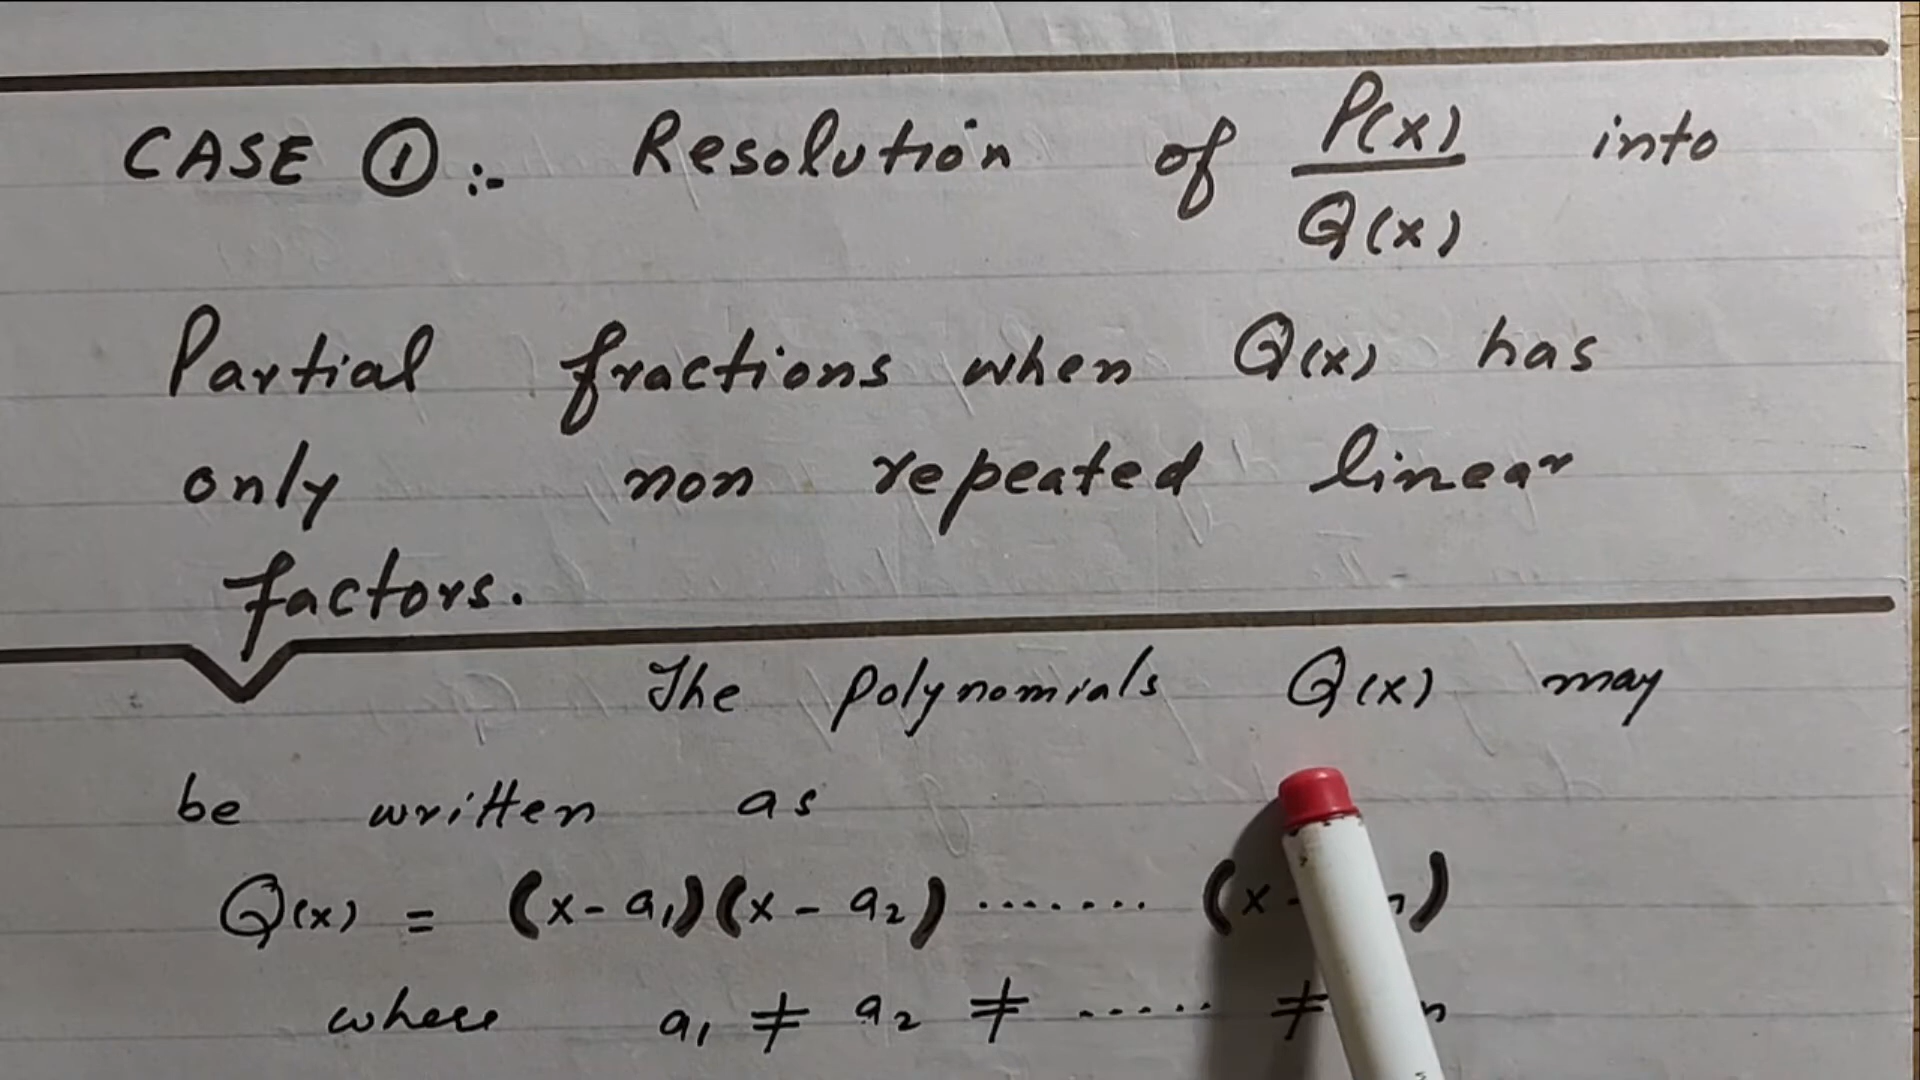 CASE ①:- Resolution of P(x)/Q(x) into
Partial fractions when Q(x) has
only non repeated linear
factors.
The polynomials Q(x) may
be written as
Q(x) = (x-a₁)(x-a₂)........(x- )
where a₁ ≠ a₂ ≠ ...... ≠ n